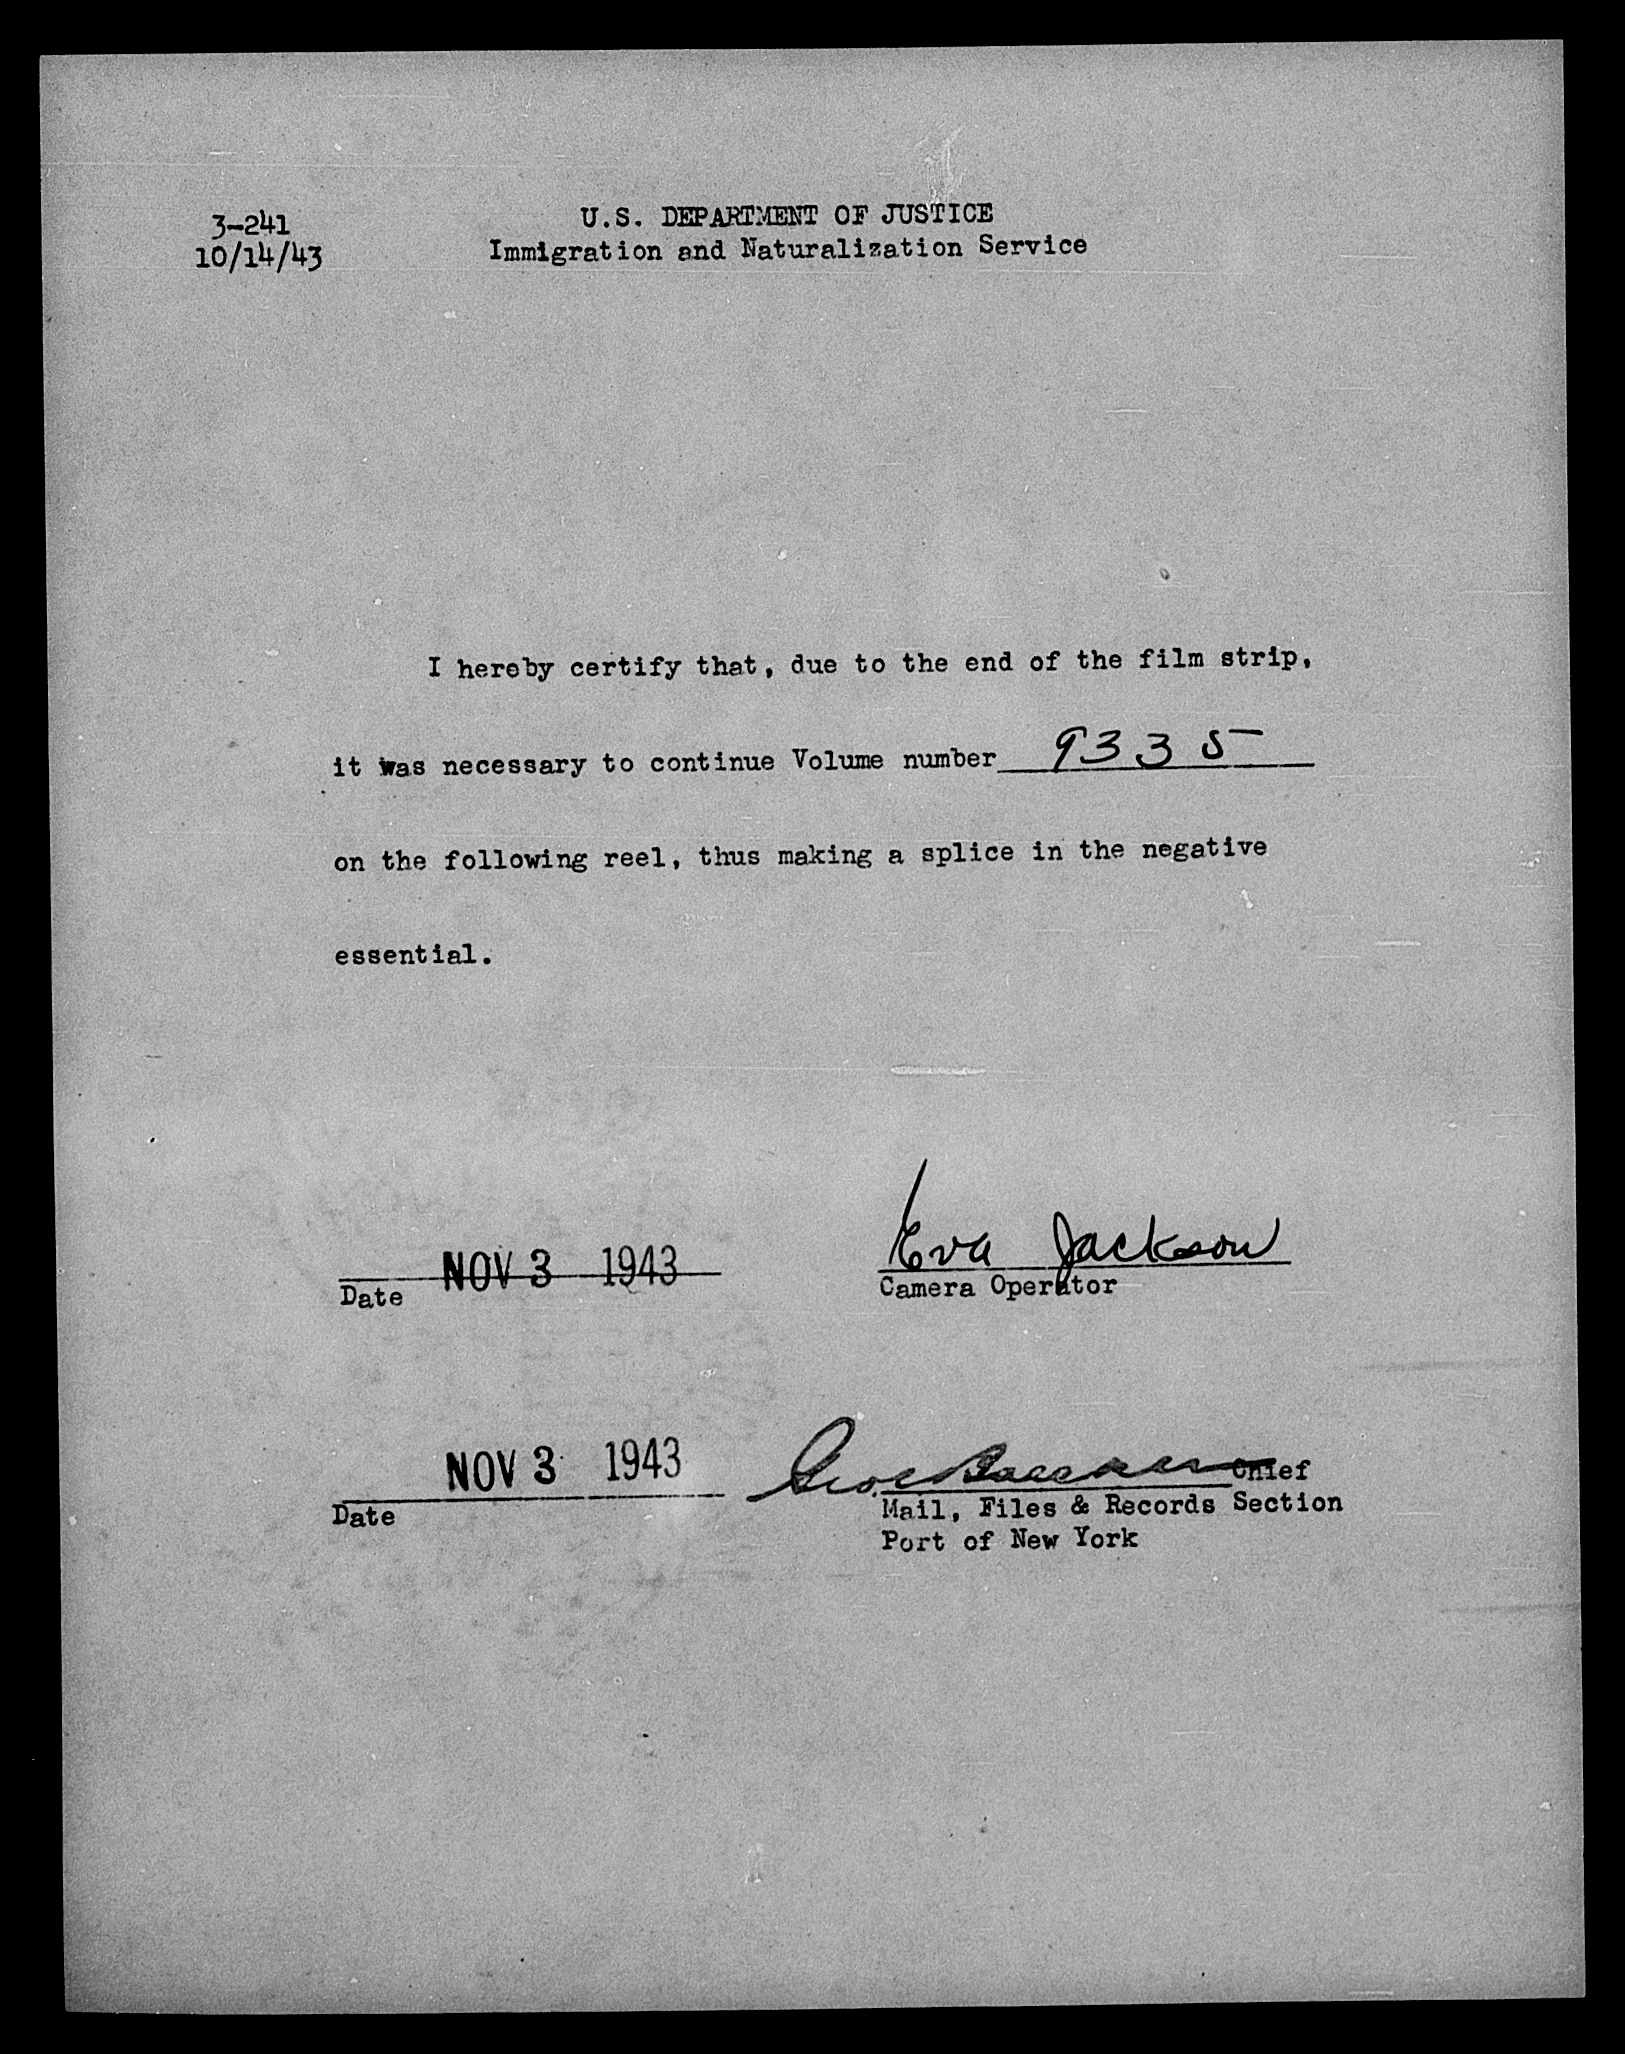 3-241
10/14/43
U.S. DEPARTMENT OF JUSTICE
Immigration and Naturalization Service
I hereby certify that, due to the end of the film strip,
it was necessary to continue Volume number 9335
on the following reel, thus making a splice in the negative
essential.
NOV 3 1943
Date
Eva Jackson
Camera Operator
NOV 3 1943
Date
Chief
Mail, Files & Records Section
Port of New York